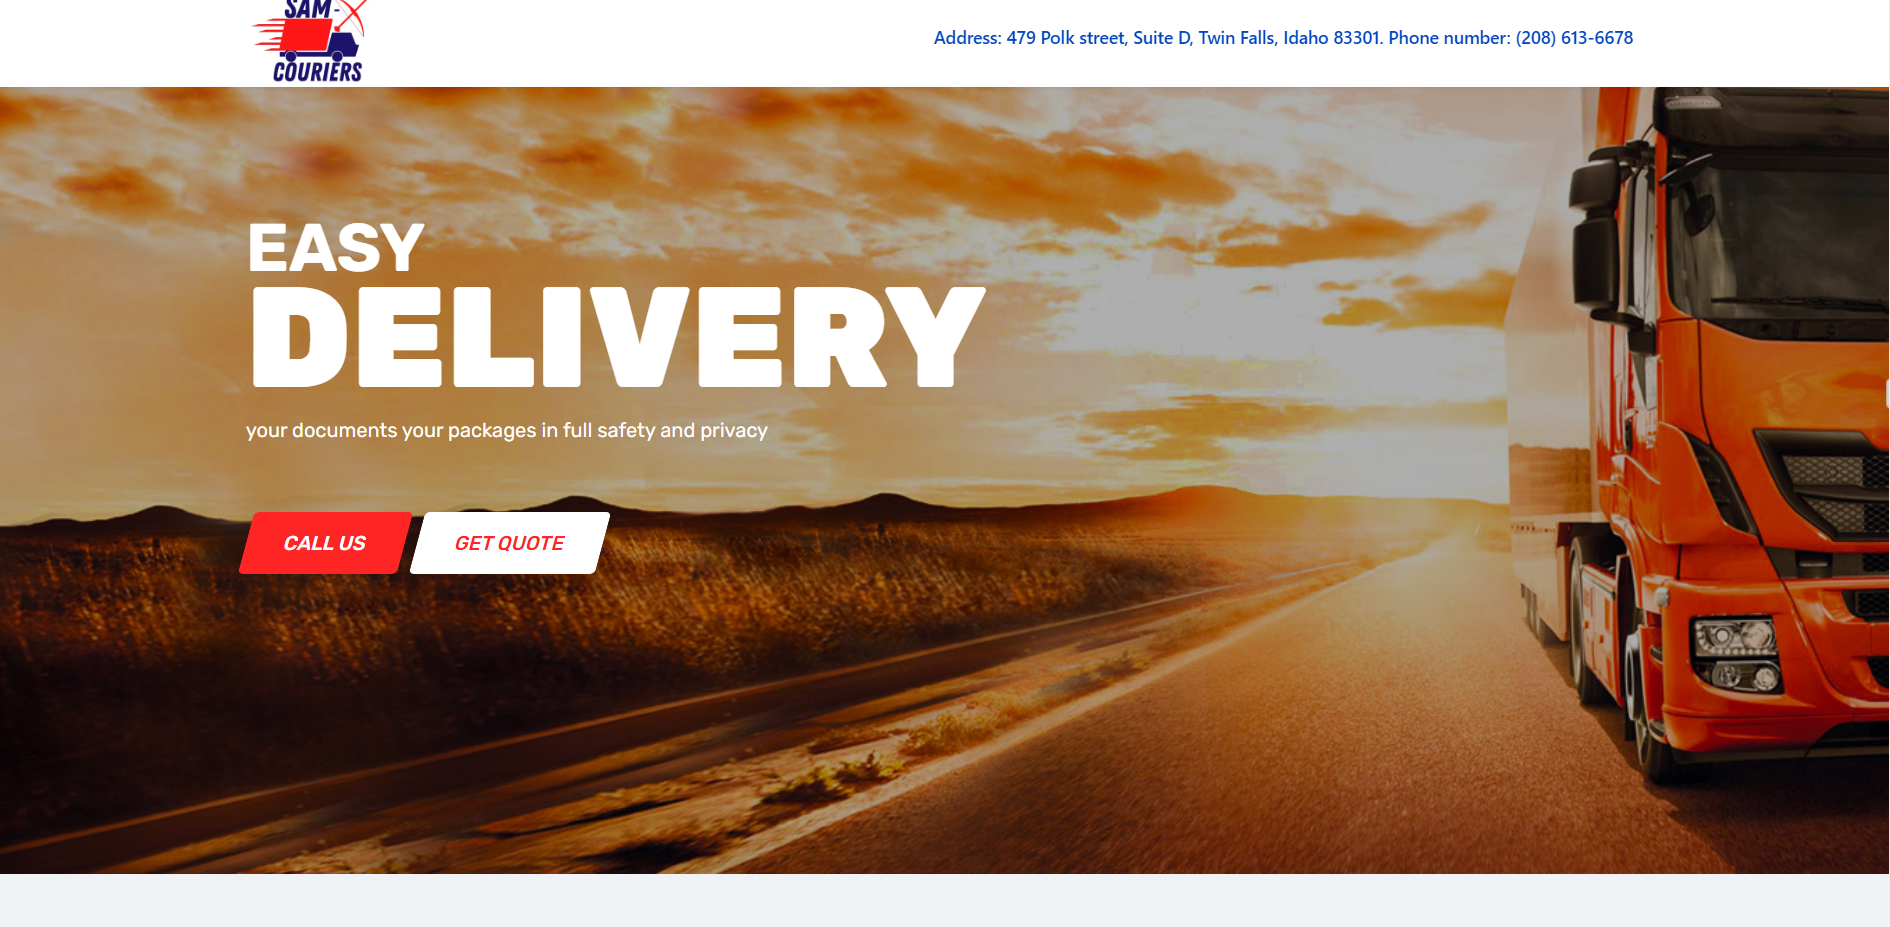 SAM-
COURIERS
Address: 479 Polk street, Suite D, Twin Falls, Idaho 83301. Phone number: (208) 613-6678
EASY
DELIVERY
your documents your packages in full safety and privacy
CALL US
GET QUOTE